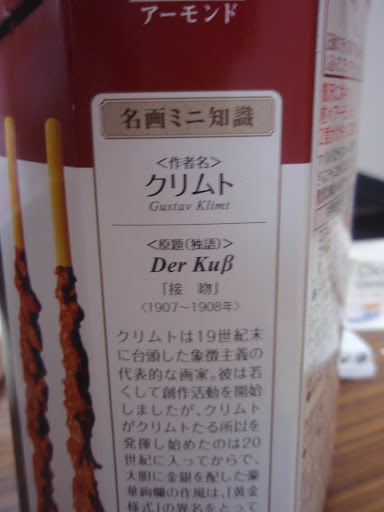 アーモンド
名画ミニ知識
<作者名>
クリムト
Gustav Klimt
<原題(独語)>
Der Kuß
「接 吻」
<1907〜1908年>
クリムトは19世紀末
に台頭した象徴主義の
代表的な画家。彼は若
くして創作活動を開始
しましたが、クリムト
がクリムトたる所以を
発揮し始めたのは20
世紀に入ってからで、
大胆に金銀を配した豪
華絢爛の作風は、「黄金
様式」の異名をとって